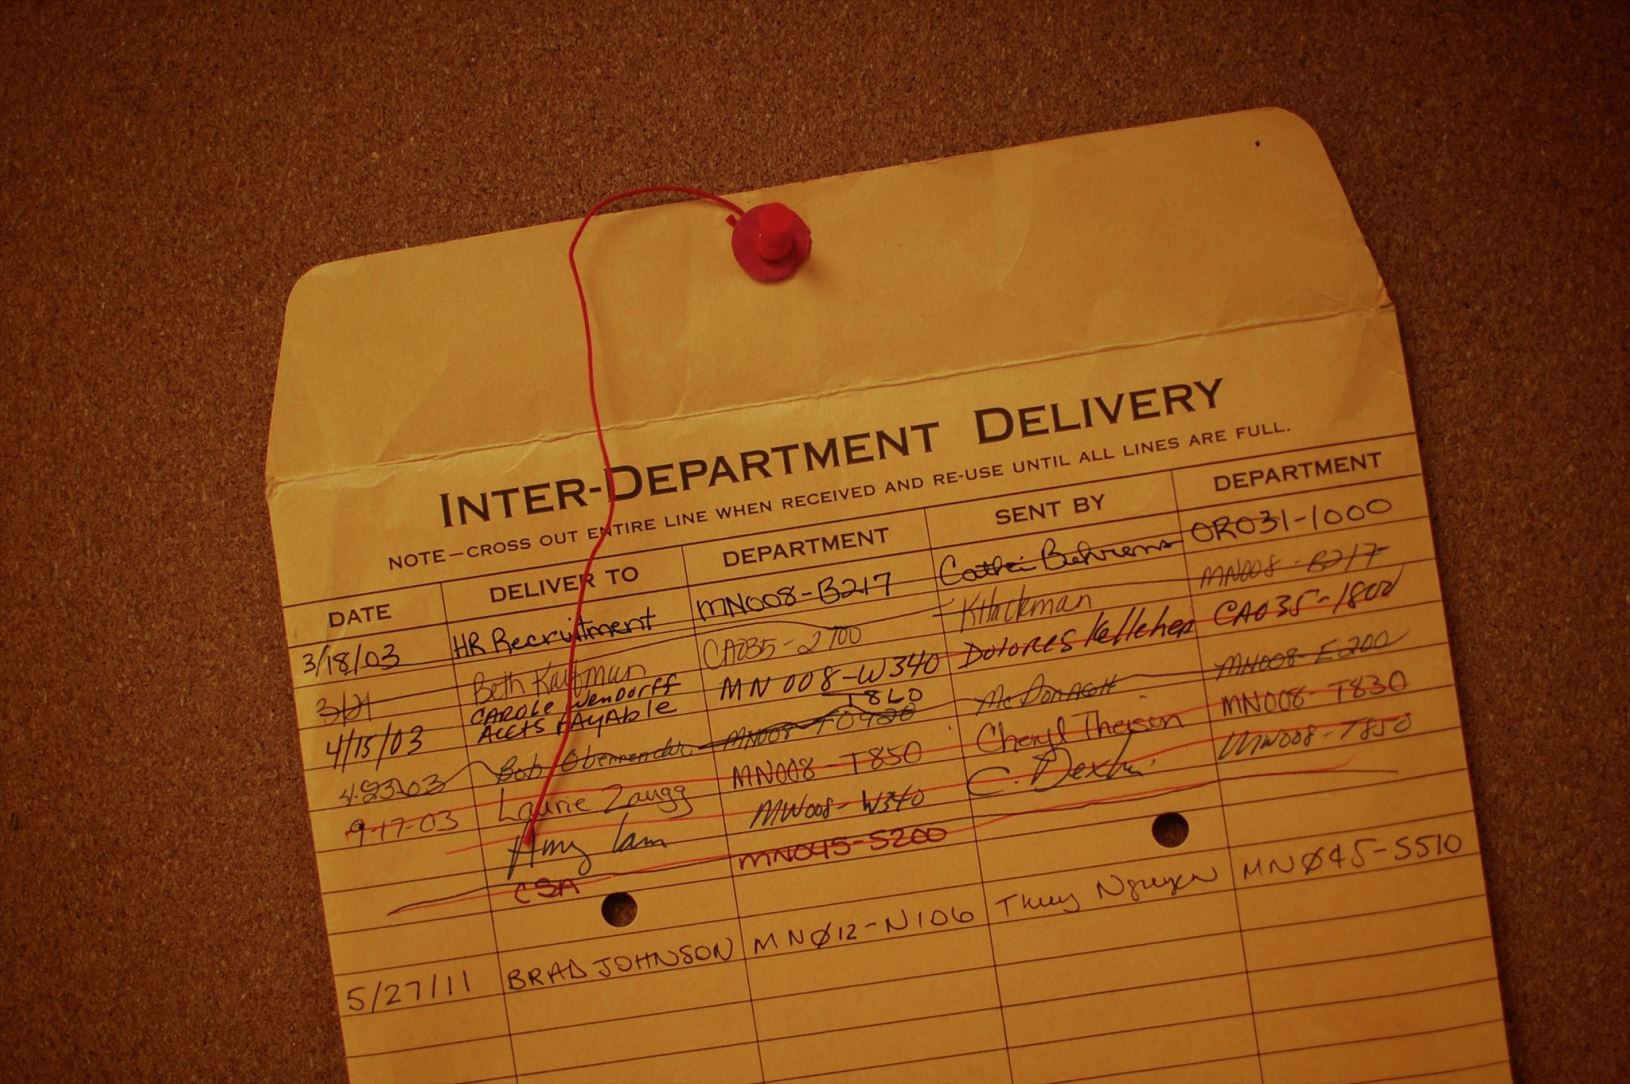 INTER-DEPARTMENT DELIVERY
NOTE—CROSS OUT ENTIRE LINE WHEN RECEIVED AND RE-USE UNTIL ALL LINES ARE FULL.
DATE DELIVER TO DEPARTMENT SENT BY DEPARTMENT
3/18/03 HR Recruitment MN008-B217 Cathi Behrens OR031-1000
3/21 Beth Kaufman CA035-2700 K Hackman MN008-B217
4/15/03 CAROLE WENDORFF ACCTS PAYABLE MN008-W340 Dolores Kelleher CA035-1800
T860
4-23-03 Bob MN008 McDonagh MN008-E200
9-17-03 Laurie Zaugg MN008-T850 Cheryl Theisen MN008-T830
Amy Lam MN008-W340 C. MN008-T850
CSA MN045-S200
5/27/11 BRAD JOHNSON MNØ12-N106 Thuy Nguyen MNØ45-S510